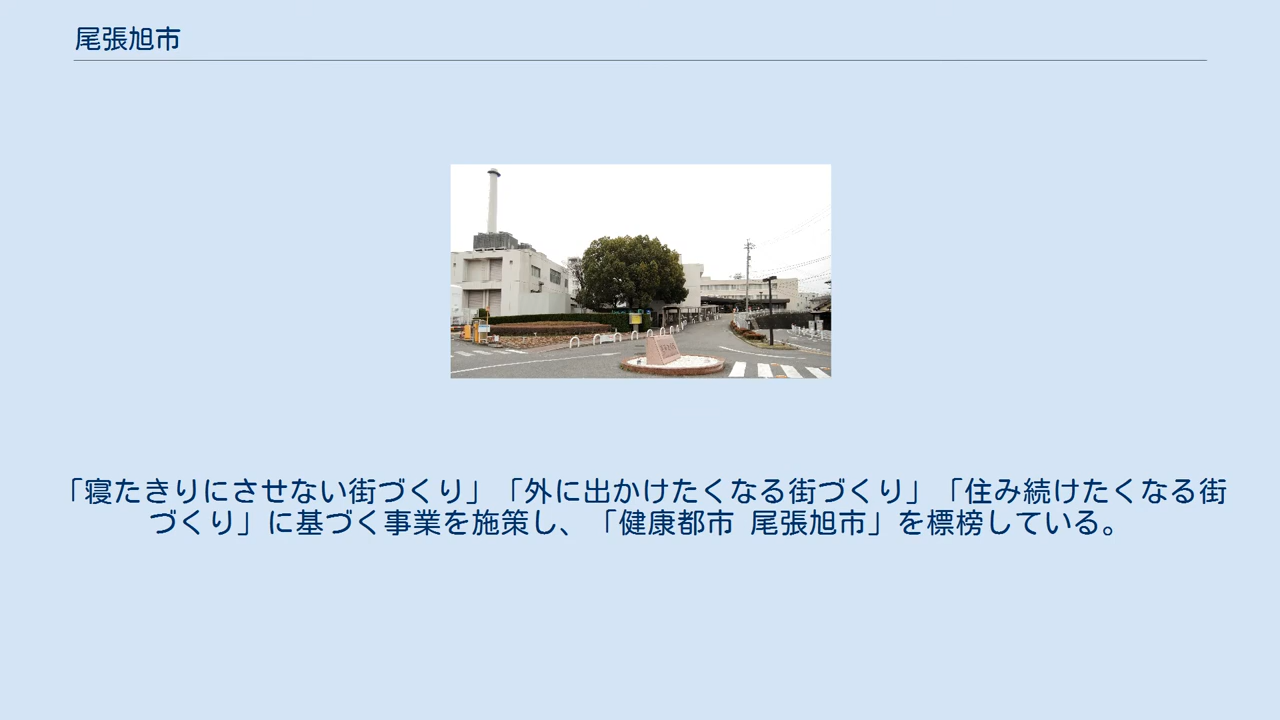 尾張旭市
「寝たきりにさせない街づくり」「外に出かけたくなる街づくり」「住み続けたくなる街
づくり」に基づく事業を施策し、「健康都市 尾張旭市」を標榜している。